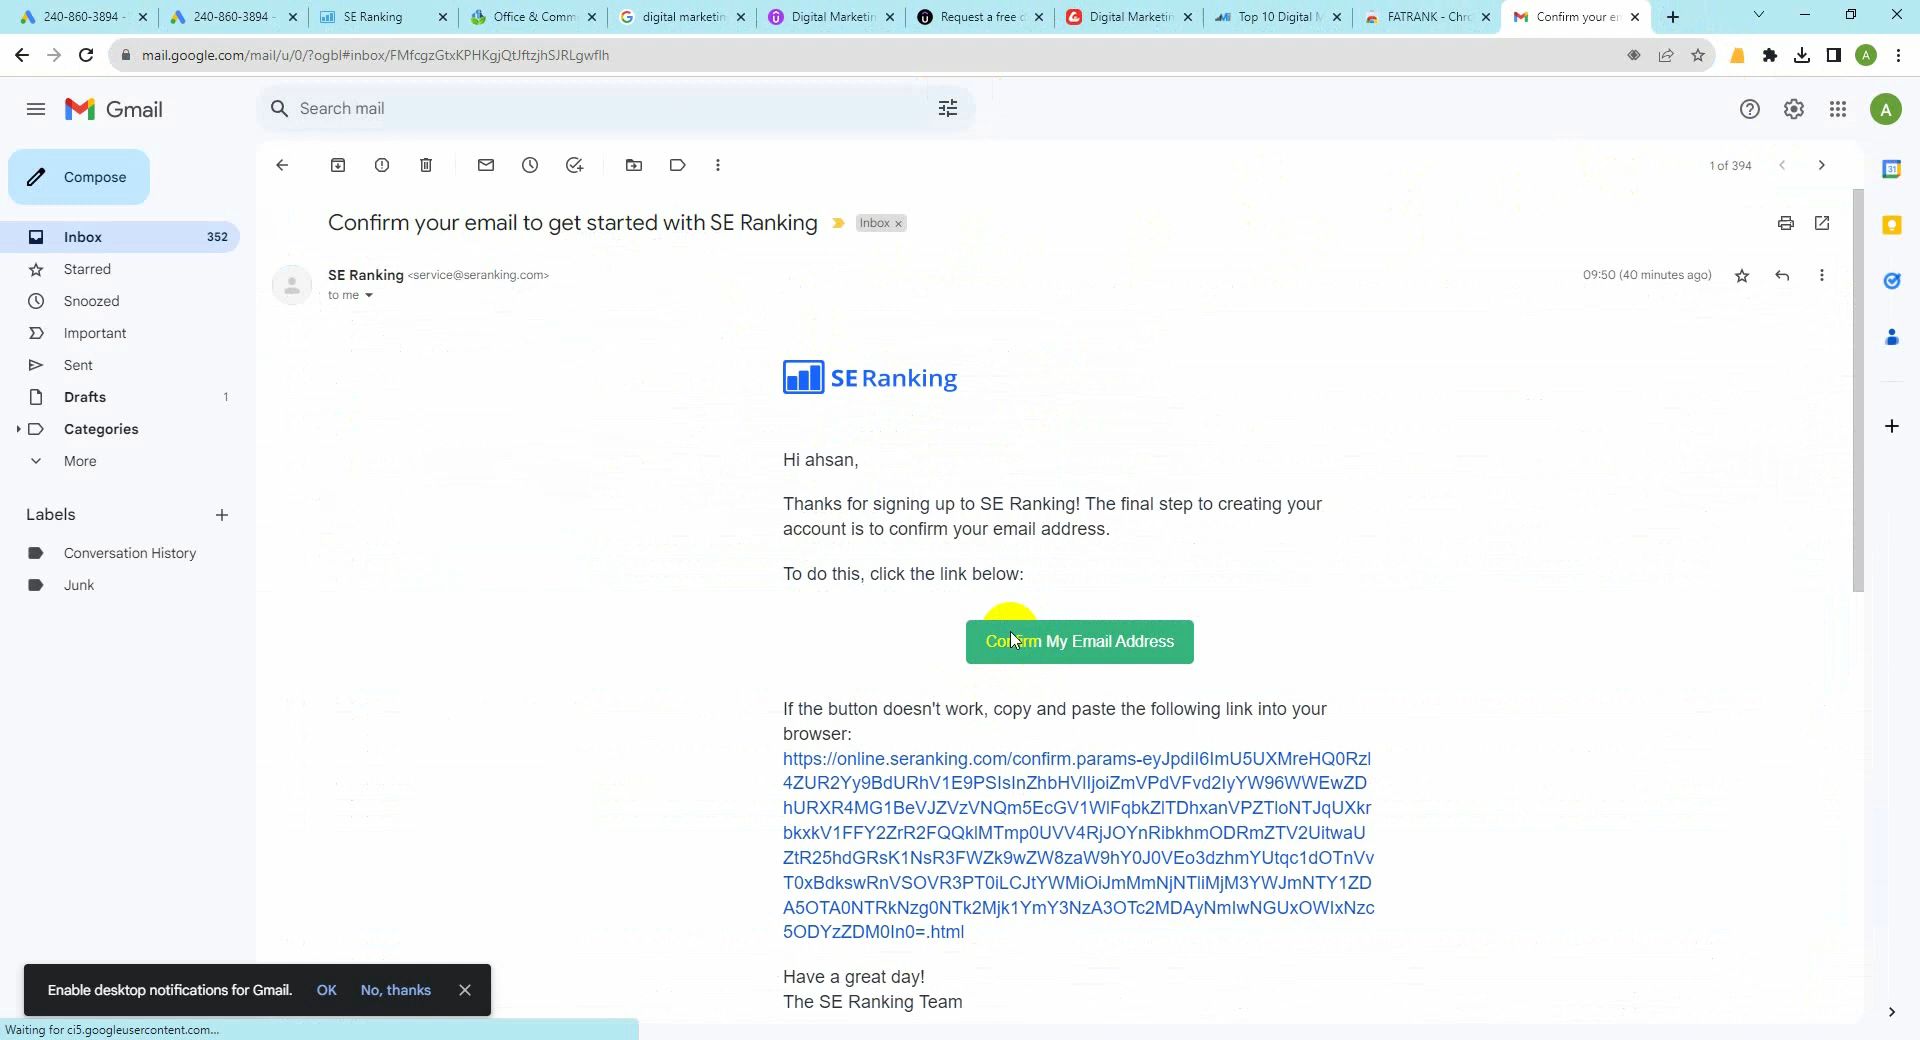 240-860-3894 -
240-860-3894 -
SE Ranking
Office & Comm
digital marketin
Digital Marketin
Request a free c
Digital Marketin
Top 10 Digital M
FATRANK - Chro
Confirm your em
mail.google.com/mail/u/0/?ogbl#inbox/FMfcgzGtxKPHKgjQtJftzjhSJRLgwflh
A
Gmail
Search mail
A
Compose
1 of 394
31
Confirm your email to get started with SE Ranking
Inbox ×
Inbox 352
Starred
SE Ranking <service@seranking.com>
09:50 (40 minutes ago)
to me
Snoozed
Important
Sent
Drafts 1
Categories
More
Labels
Conversation History
Junk
SE Ranking
Hi ahsan,
Thanks for signing up to SE Ranking! The final step to creating your
account is to confirm your email address.
To do this, click the link below:
Confirm My Email Address
If the button doesn't work, copy and paste the following link into your
browser:
https://online.seranking.com/confirm.params-eyJpdiI6ImU5UXMreHQ0RzI
4ZUR2Yy9BdURhV1E9PSIsInZhbHVlIjoiZmVPdVFvd2IyYW96WWEwZD
hURXR4MG1BeVJZVzVNQm5EcGV1WlFqbkZITDhxanVPZTloNTJqUXkr
bkxkV1FFY2ZrR2FQQklMTmp0UVV4RjJOYnRibkhmODRmZTV2UitwaU
ZtR25hdGRsK1NsR3FWZk9wZW8zaW9hY0J0VEo3dzhmYUtqc1dOTnVv
T0xBdkswRnVSOVR3PT0iLCJtYWMiOiJmMmNjNTliMjM3YWJmNTY1ZD
A5OTA0NTRkNzg0NTk2Mjk1YmY3NzA3OTc2MDAyNmIwNGUxOWIxNzc
5ODYzZDM0In0=.html
Have a great day!
The SE Ranking Team
Enable desktop notifications for Gmail. OK No, thanks
Waiting for ci5.googleusercontent.com...